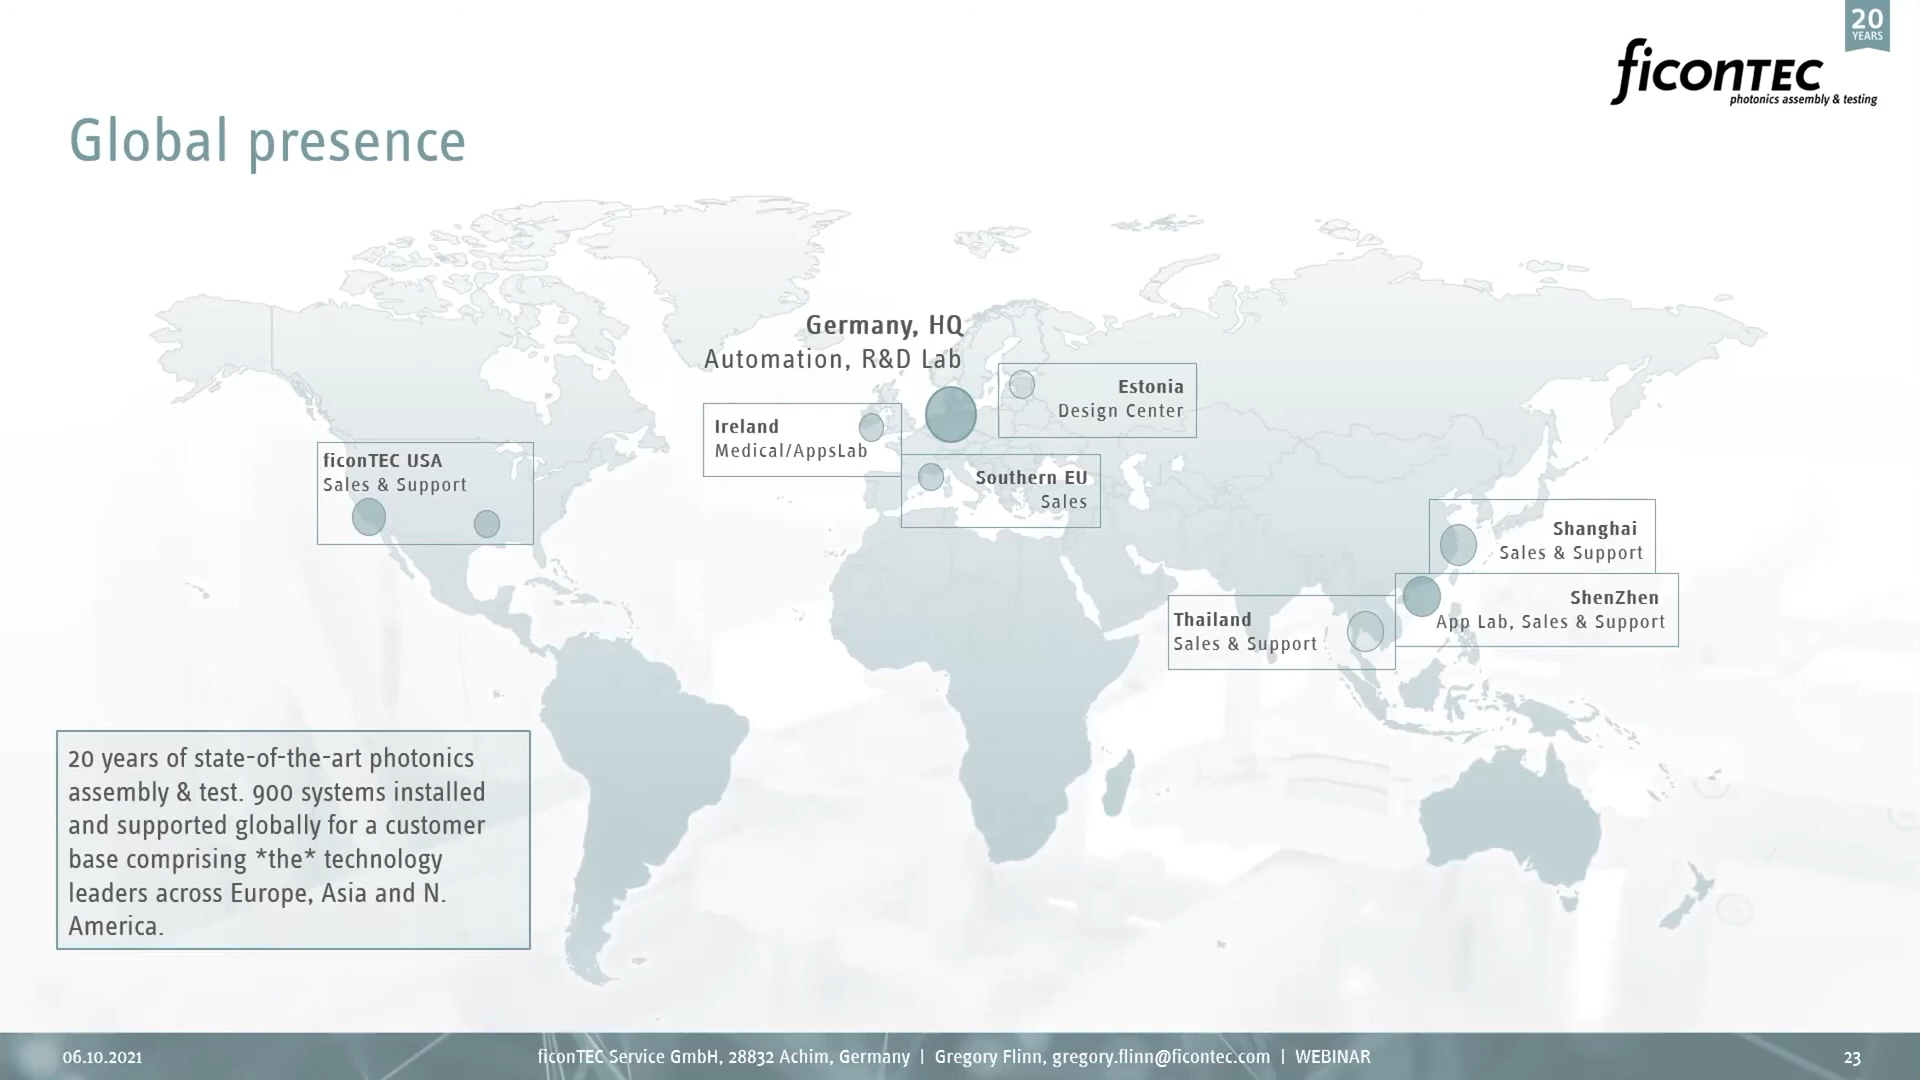 20
YEARS
ficonTEC
photonics assembly & testing
Global presence
Germany, HQ
Automation, R&D Lab
Estonia
Design Center
Ireland
Medical/AppsLab
ficonTEC USA
Sales & Support
Southern EU
Sales
Shanghai
Sales & Support
ShenZhen
App Lab, Sales & Support
Thailand
Sales & Support
20 years of state-of-the-art photonics
assembly & test. 900 systems installed
and supported globally for a customer
base comprising *the* technology
leaders across Europe, Asia and N.
America.
06.10.2021
ficonTEC Service GmbH, 28832 Achim, Germany | Gregory Flinn, gregory.flinn@ficontec.com | WEBINAR
23